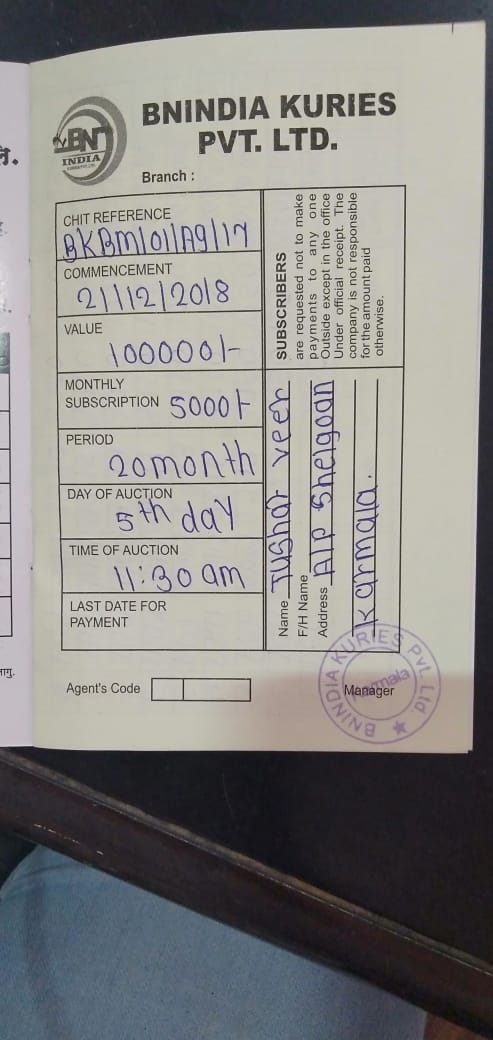 ने.
BNT
INDIA
BNINDIA KURIES
PVT. LTD.
Branch :
CHIT REFERENCE
BKBM/01/A9/17
COMMENCEMENT
21/12/2018
VALUE
100000/-
MONTHLY
SUBSCRIPTION 5000/-
PERIOD
20 month
DAY OF AUCTION
5th day
TIME OF AUCTION
11:30 am
LAST DATE FOR
PAYMENT
SUBSCRIBERS
are requested not to make
payments to any one
Outside except in the office
Under official receipt. The
company is not responsible
for the amount paid
otherwise.
Name Tushar veer
F/H Name
Address A/P Shelgoan
Karmala.
Agent's Code
Manager
BNINDIA KURIES Pvt. Ltd.
Karmala